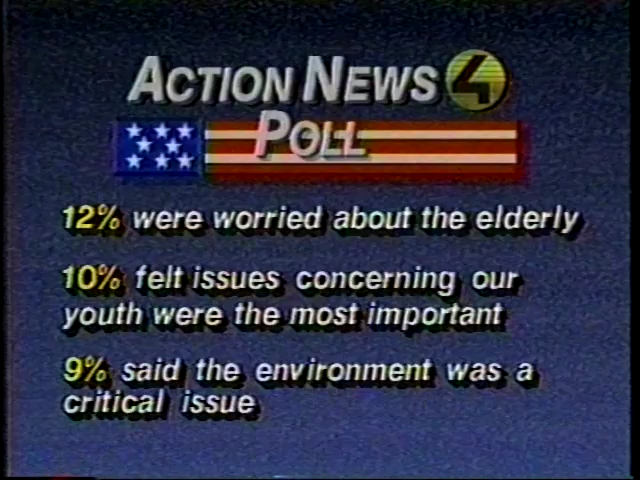 ACTION NEWS 4
POLL
12% were worried about the elderly
10% felt issues concerning our
youth were the most important
9% said the environment was a
critical issue